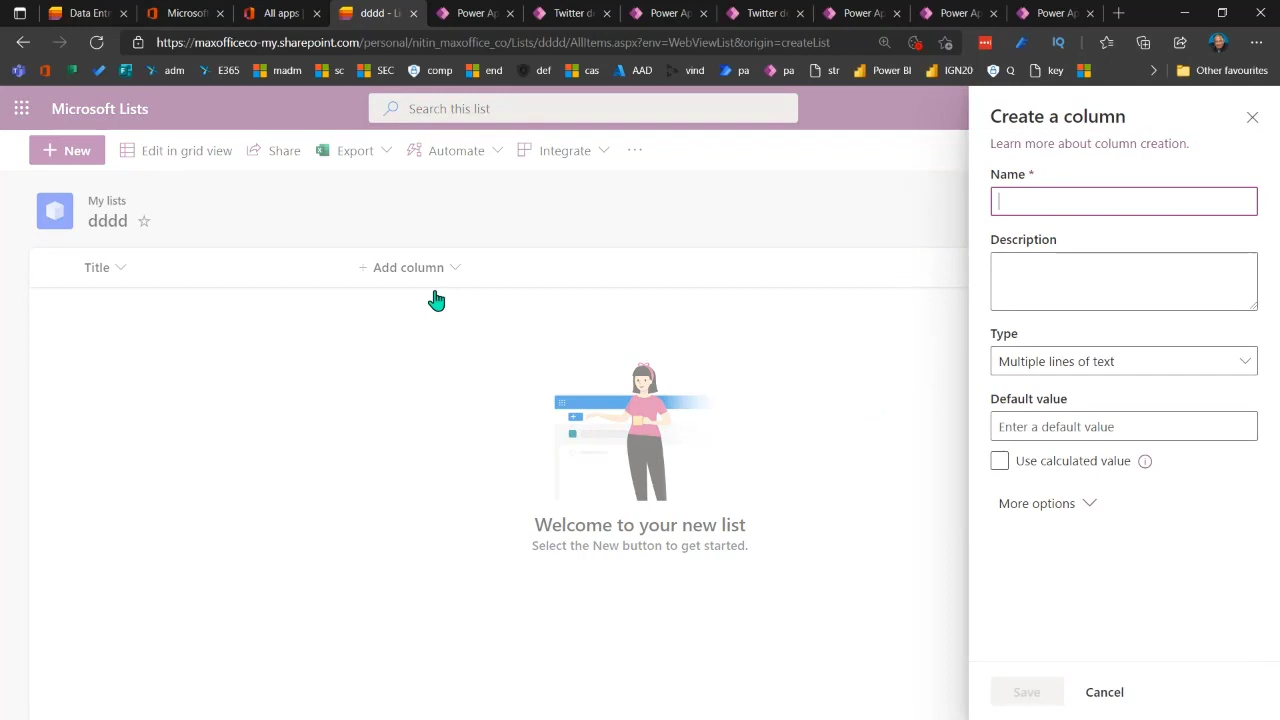 Data Entr
Microsof
All apps |
dddd - Li
Power Ap
Twitter de
Power Ap
Twitter de
Power Ap
Power Ap
Power Ap
https://maxofficeco-my.sharepoint.com/personal/nitin_maxoffice_co/Lists/dddd/AllItems.aspx?env=WebViewList&origin=createList
IQ
adm
E365
madm
sc
SEC
comp
end
def
cas
AAD
vind
pa
pa
str
Power BI
IGN20
Q
key
Other favourites
Microsoft Lists
Search this list
New
Edit in grid view
Share
Export
Automate
Integrate
My lists
dddd
Title
+ Add column
Welcome to your new list
Select the New button to get started.
Create a column
Learn more about column creation.
Name *
Description
Type
Multiple lines of text
Default value
Enter a default value
Use calculated value
More options
Save
Cancel